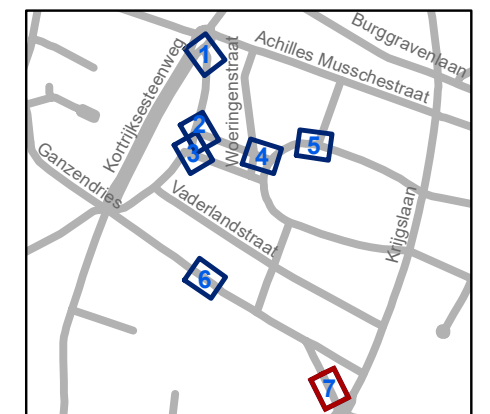 Burggravenlaan
Achilles Musschestraat
Kortrijksesteenweg
Woeringenstraat
1
2
3
4
5
Ganzendries
Vaderlandstraat
Krijgslaan
6
7